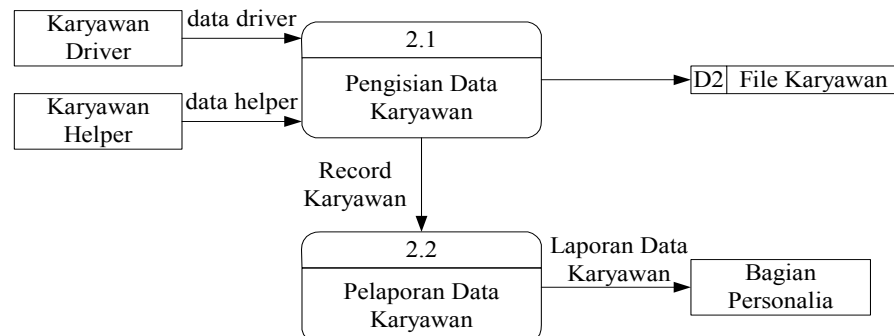 Karyawan
Driver
data driver
2.1
Pengisian Data
Karyawan
D2 File Karyawan
Karyawan
Helper
data helper
Record
Karyawan
2.2
Pelaporan Data
Karyawan
Laporan Data
Karyawan
Bagian
Personalia